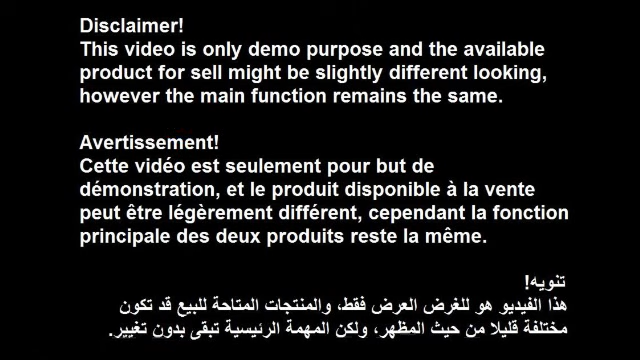 Disclaimer!
This video is only demo purpose and the available
product for sell might be slightly different looking,
however the main function remains the same.
Avertissement!
Cette vidéo est seulement pour but de
démonstration, et le produit disponible à la vente
peut être légèrement différent, cependant la fonction
principale des deux produits reste la même.
تنويه!
هذا الفيديو هو للغرض العرض فقط، والمنتجات المتاحة للبيع قد تكون
مختلفة قليلا من حيث المظهر، ولكن المهمة الرئيسية تبقى بدون تغيير.